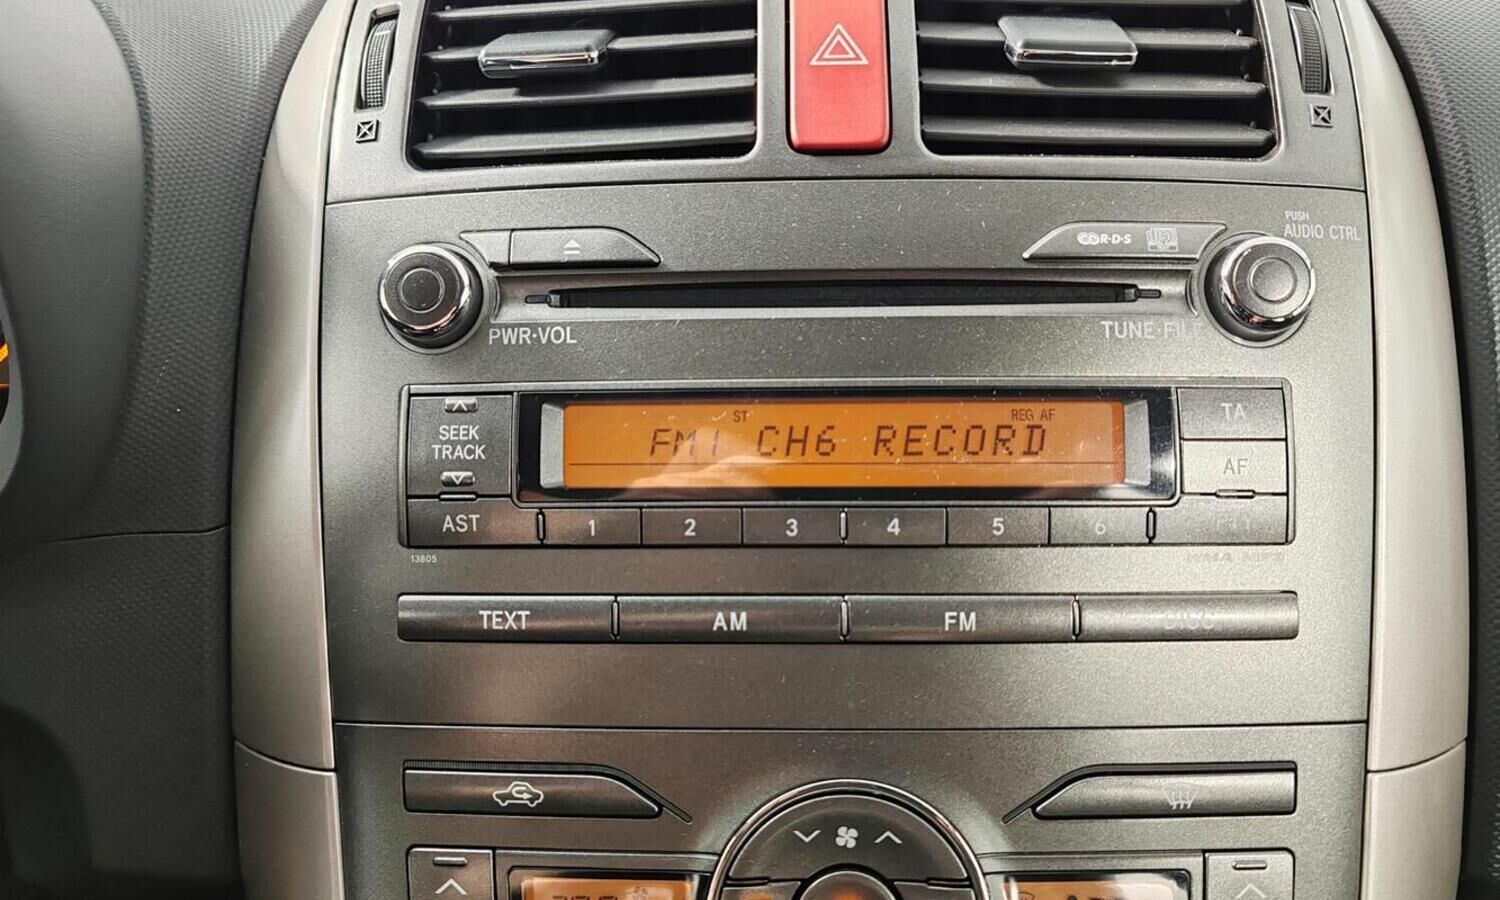 PUSH
AUDIO CTRL
R·D·S
PWR·VOL
TUNE·FILE
SEEK
TRACK
ST
REG AF
FM1 CH6 RECORD
TA
AF
AST
1
2
3
4
5
6
13805
TEXT
AM
FM
DISC